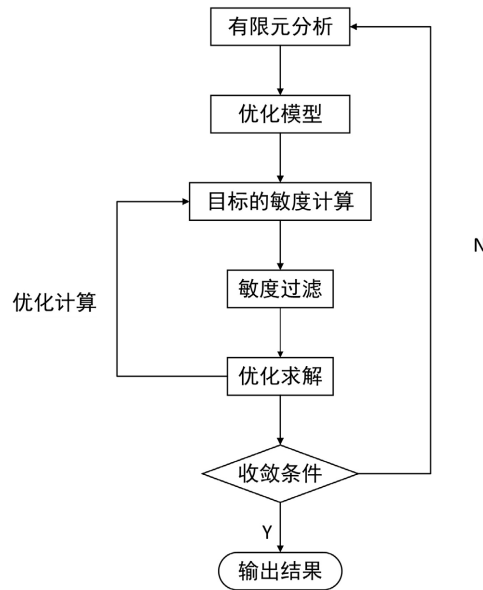 有限元分析
优化模型
目标的敏度计算
N
敏度过滤
优化计算
优化求解
收敛条件
Y
输出结果